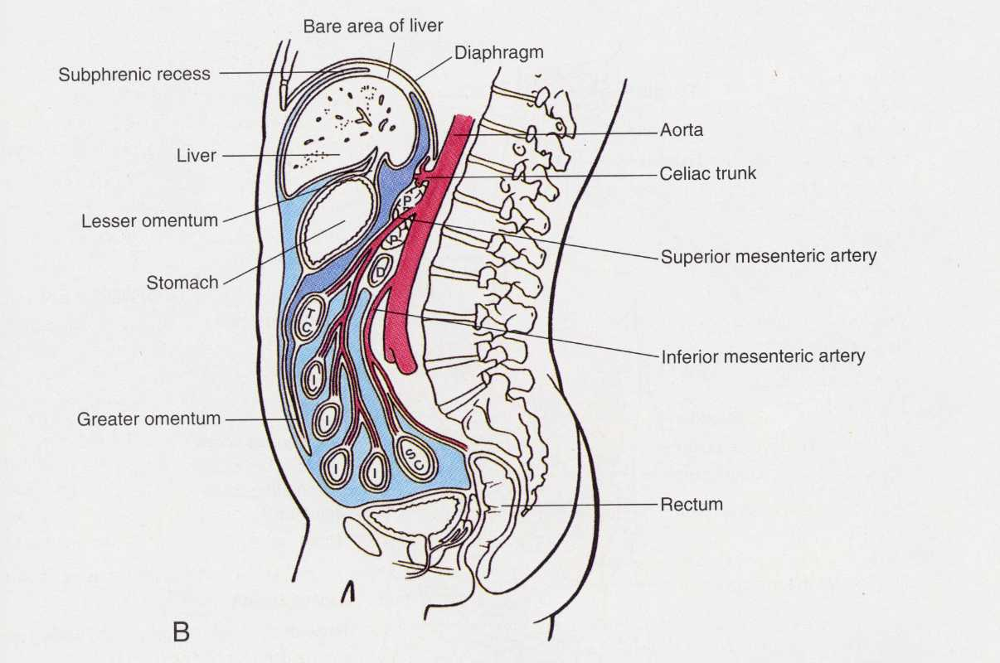 Bare area of liver
Diaphragm
Subphrenic recess
Aorta
Liver
Celiac trunk
P
Lesser omentum
P
Superior mesenteric artery
D
Stomach
T
C
Inferior mesenteric artery
I
Greater omentum
I
S
C
I
I
Rectum
B